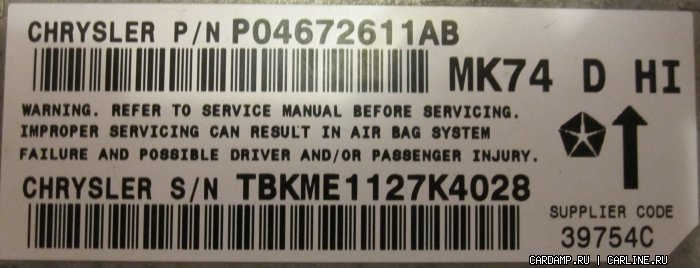 CHRYSLER P/N P04672611AB
MK74 D HI
WARNING. REFER TO SERVICE MANUAL BEFORE SERVICING.
IMPROPER SERVICING CAN RESULT IN AIR BAG SYSTEM
FAILURE AND POSSIBLE DRIVER AND/OR PASSENGER INJURY.
CHRYSLER S/N TBKME1127K4028
SUPPLIER CODE
39754C
CARDAMP.RU | CARLINE.RU